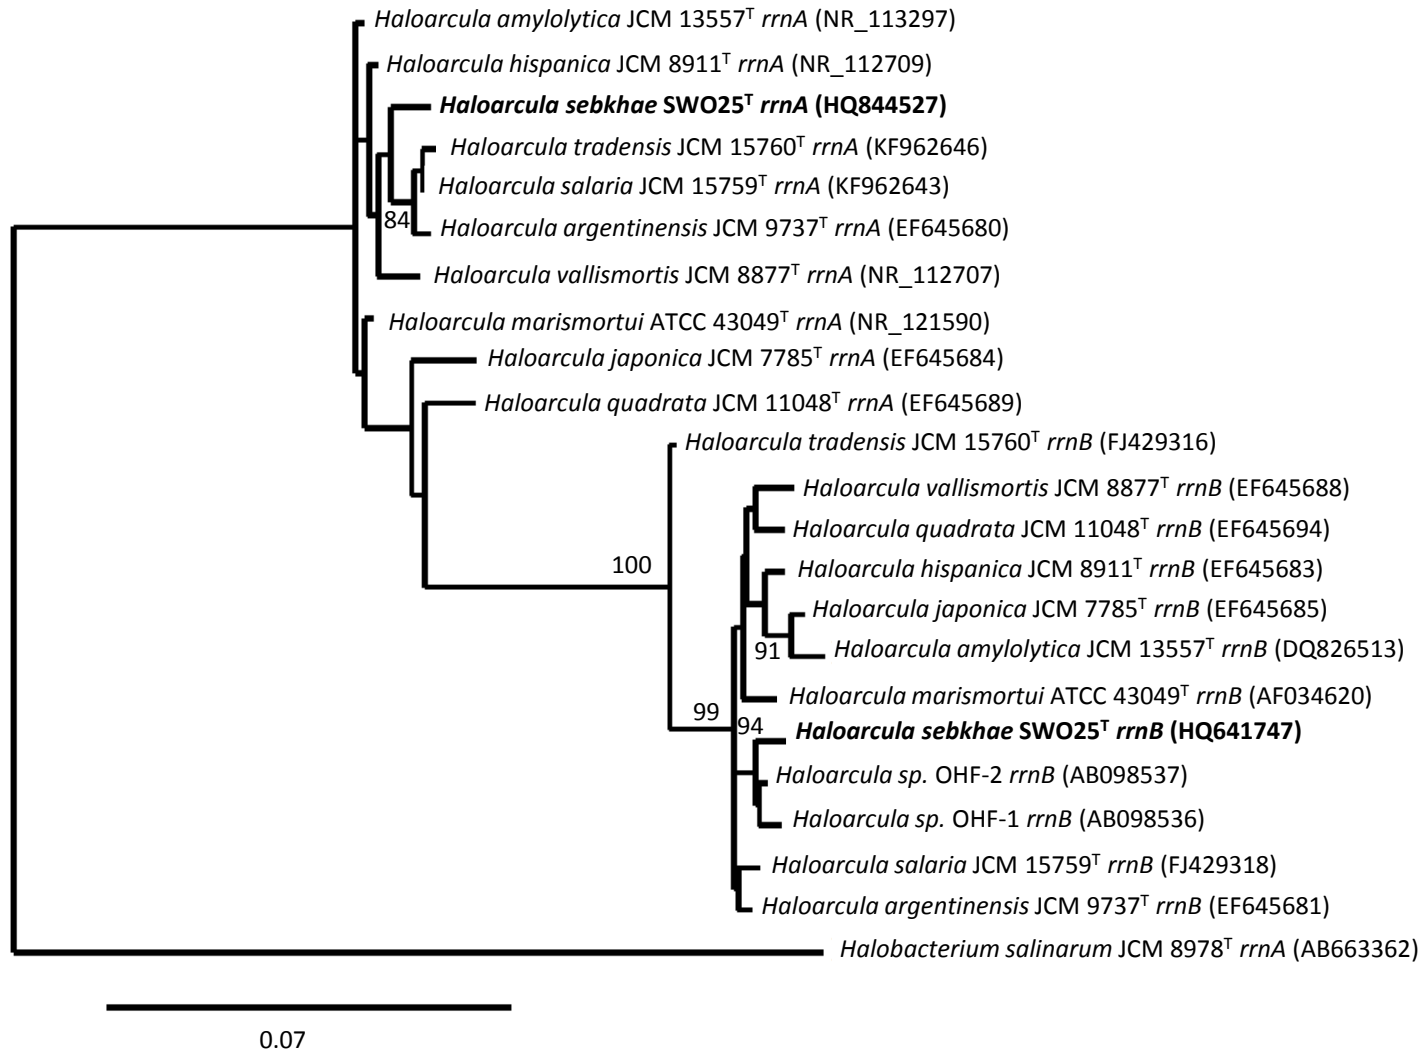 Haloarcula amylolytica JCM 13557ᵀ rrnA (NR_113297)
Haloarcula hispanica JCM 8911ᵀ rrnA (NR_112709)
Haloarcula sebkhae SWO25ᵀ rrnA (HQ844527)
Haloarcula tradensis JCM 15760ᵀ rrnA (KF962646)
Haloarcula salaria JCM 15759ᵀ rrnA (KF962643)
84
Haloarcula argentinensis JCM 9737ᵀ rrnA (EF645680)
Haloarcula vallismortis JCM 8877ᵀ rrnA (NR_112707)
Haloarcula marismortui ATCC 43049ᵀ rrnA (NR_121590)
Haloarcula japonica JCM 7785ᵀ rrnA (EF645684)
Haloarcula quadrata JCM 11048ᵀ rrnA (EF645689)
Haloarcula tradensis JCM 15760ᵀ rrnB (FJ429316)
Haloarcula vallismortis JCM 8877ᵀ rrnB (EF645688)
Haloarcula quadrata JCM 11048ᵀ rrnB (EF645694)
100
Haloarcula hispanica JCM 8911ᵀ rrnB (EF645683)
Haloarcula japonica JCM 7785ᵀ rrnB (EF645685)
91
Haloarcula amylolytica JCM 13557ᵀ rrnB (DQ826513)
Haloarcula marismortui ATCC 43049ᵀ rrnB (AF034620)
99
94
Haloarcula sebkhae SWO25ᵀ rrnB (HQ641747)
Haloarcula sp. OHF-2 rrnB (AB098537)
Haloarcula sp. OHF-1 rrnB (AB098536)
Haloarcula salaria JCM 15759ᵀ rrnB (FJ429318)
Haloarcula argentinensis JCM 9737ᵀ rrnB (EF645681)
Halobacterium salinarum JCM 8978ᵀ rrnA (AB663362)
0.07